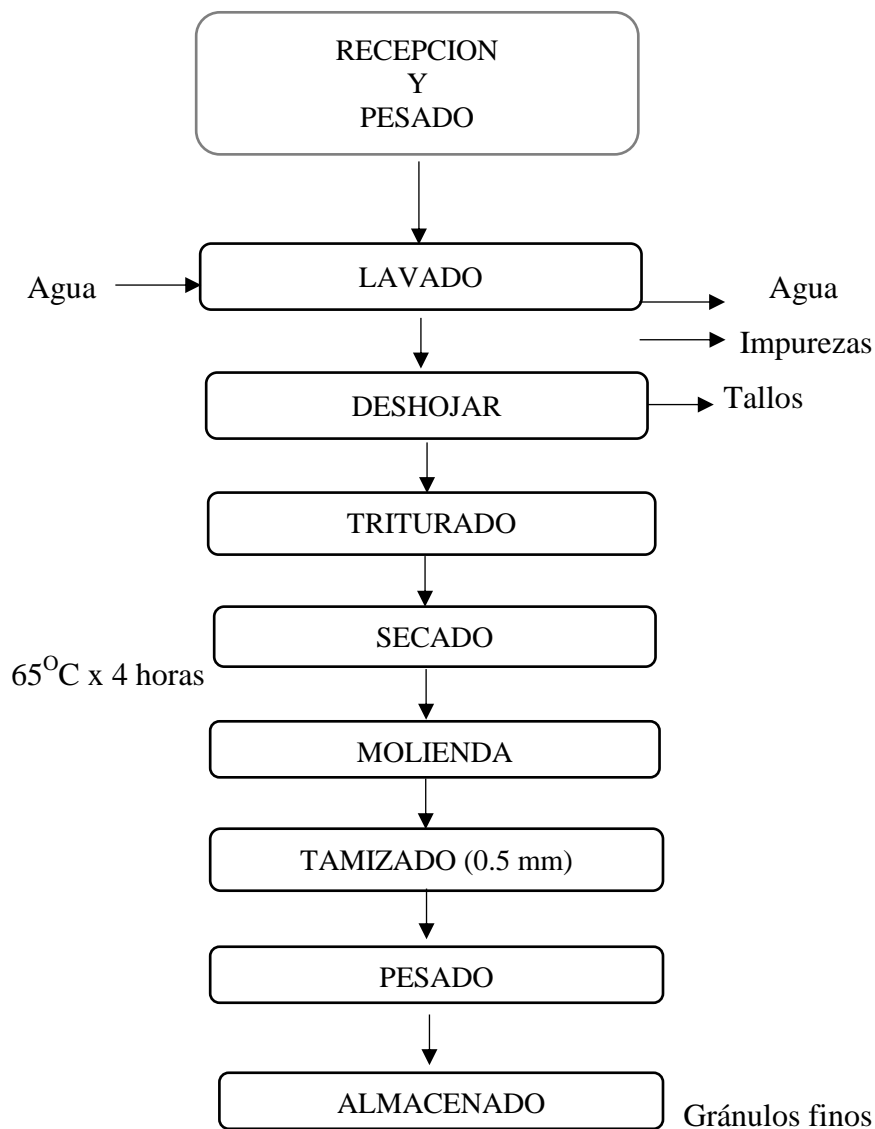 RECEPCION
Y
PESADO
LAVADO
Agua
Agua
Impurezas
DESHOJAR
Tallos
TRITURADO
SECADO
65°C x 4 horas
MOLIENDA
TAMIZADO (0.5 mm)
PESADO
ALMACENADO
Gránulos finos